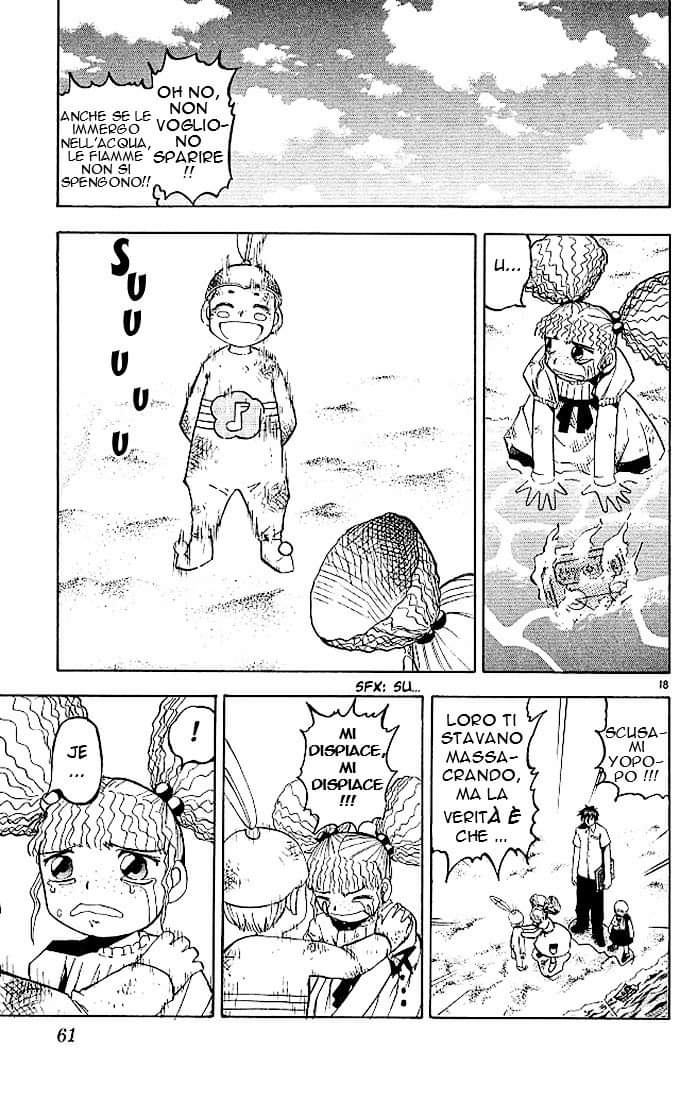 OH NO,
NON
VOGLIO-
NO
SPARIRE
!!
ANCHE SE LE
IMMERGO
NELL'ACQUA,
LE FIAMME
NON SI
SPENGONO!!
U...
SUUUUU
SFX: SU...
18
SCUSA-
MI
YOPO-
PO !!!
LORO TI
STAVANO
MASSA-
CRANDO,
MA LA
VERITÀ È
CHE ...
MI
DISPIACE,
MI
DISPIACE
!!!
!
JE
...
61